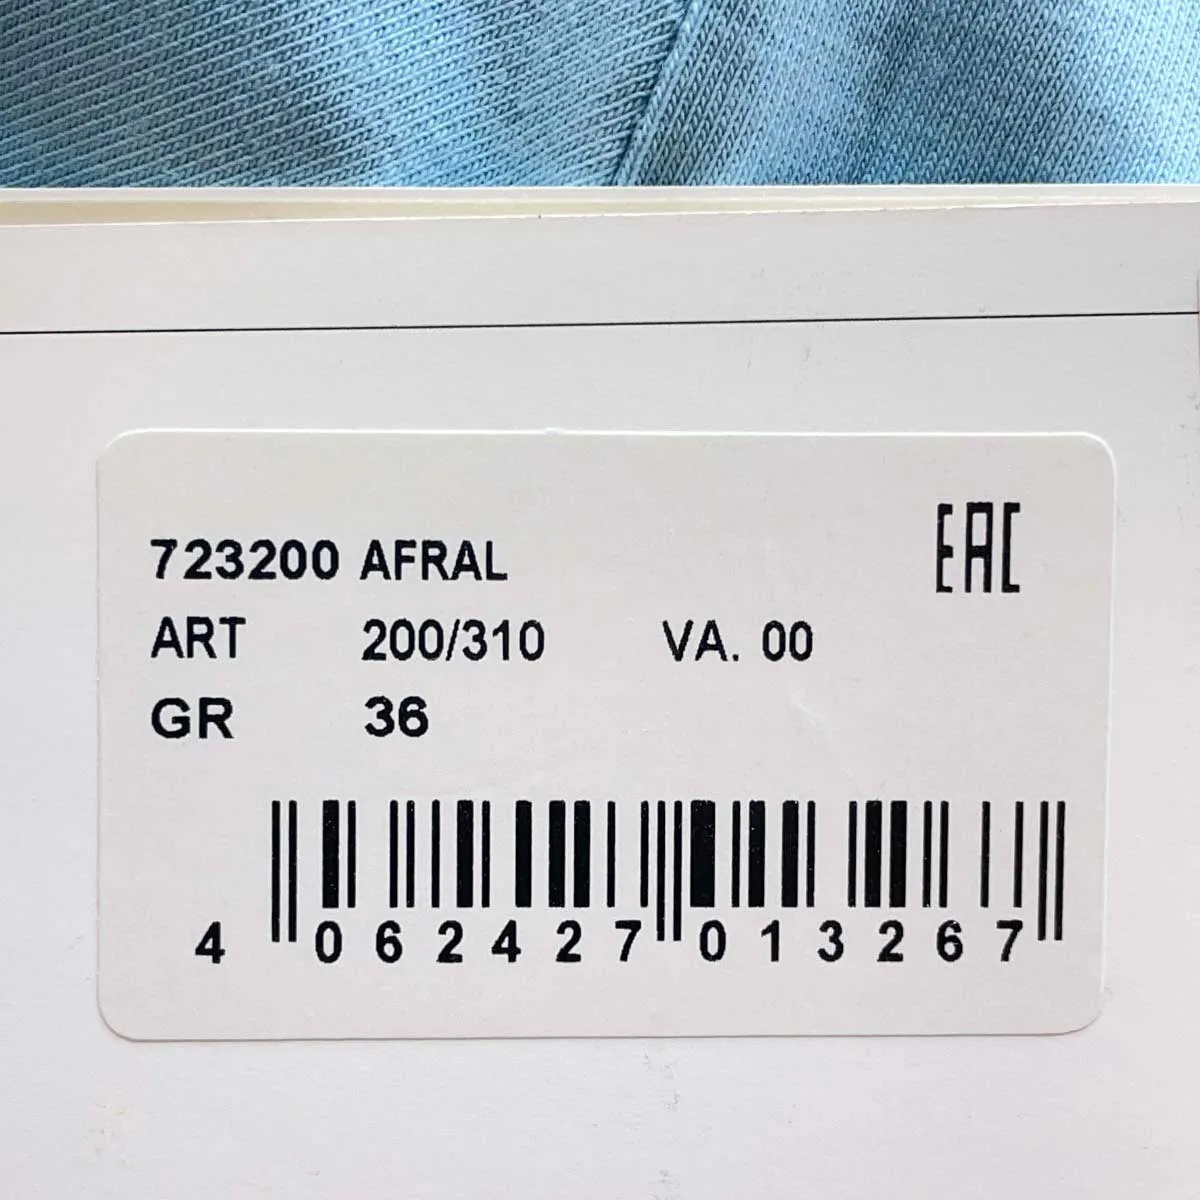 EAC
723200 AFRAL
ART 200/310 VA. 00
GR 36
4 062427 013267